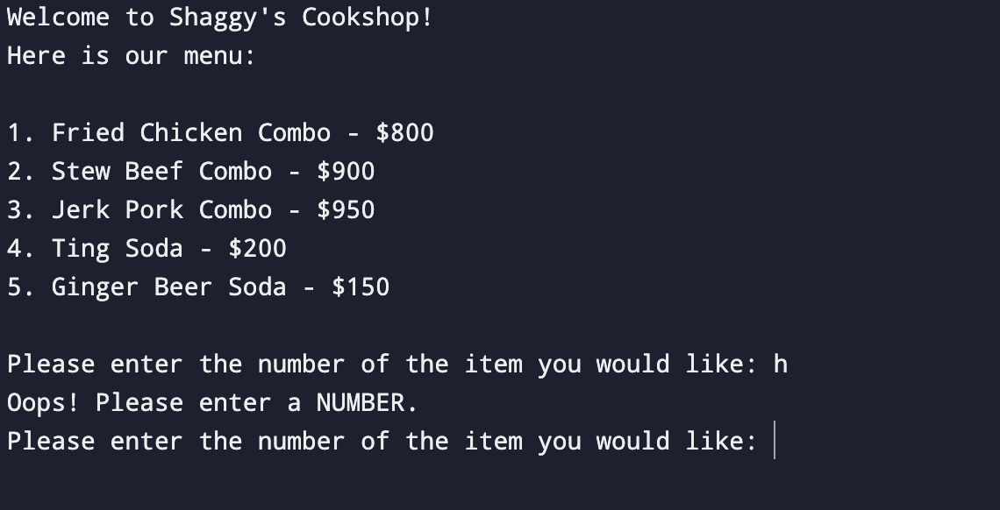 Welcome to Shaggy's Cookshop!
Here is our menu:
1. Fried Chicken Combo - $800
2. Stew Beef Combo - $900
3. Jerk Pork Combo - $950
4. Ting Soda - $200
5. Ginger Beer Soda - $150
Please enter the number of the item you would like: h
Oops! Please enter a NUMBER.
Please enter the number of the item you would like: